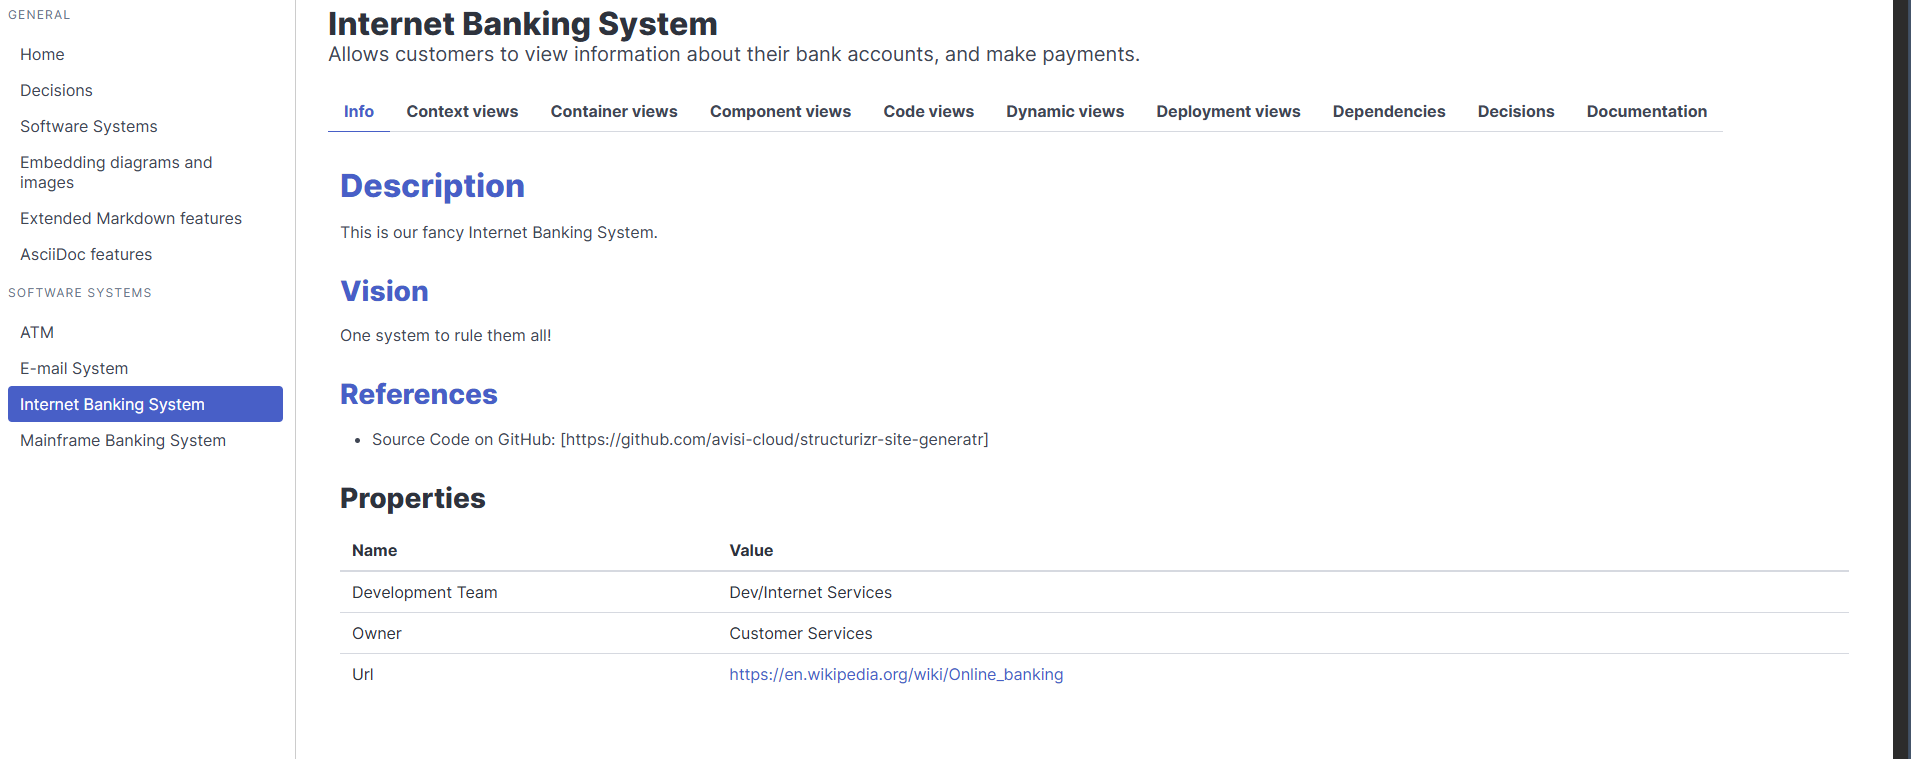 GENERAL
Home
Decisions
Software Systems
Embedding diagrams and
images
Extended Markdown features
AsciiDoc features
SOFTWARE SYSTEMS
ATM
E-mail System
Internet Banking System
Mainframe Banking System
Internet Banking System
Allows customers to view information about their bank accounts, and make payments.
Info Context views Container views Component views Code views Dynamic views Deployment views Dependencies Decisions Documentation
Description
This is our fancy Internet Banking System.
Vision
One system to rule them all!
References
• Source Code on GitHub: [https://github.com/avisi-cloud/structurizr-site-generatr]
Properties
Name Value
Development Team Dev/Internet Services
Owner Customer Services
Url https://en.wikipedia.org/wiki/Online_banking